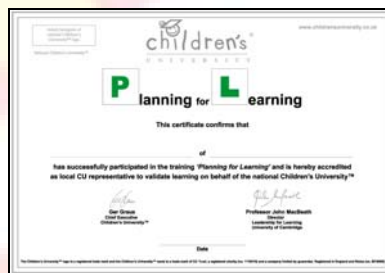 www.childrensuniversity.co.uk
children's
UNIVERSITY
Planning for Learning
This certificate confirms that
of
has successfully participated in the training 'Planning for Learning' and is hereby accredited
as local CU representative to validate learning on behalf of the national Children's University™
Ger Graus
Chief Executive
Children's University™
Professor John MacBeath
Director
Leadership for Learning
University of Cambridge
Date